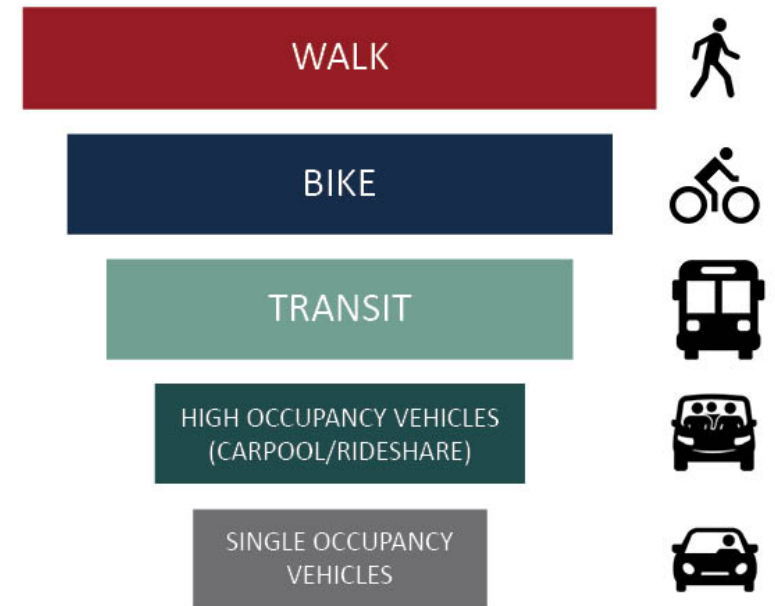 WALK
BIKE
TRANSIT
HIGH OCCUPANCY VEHICLES
(CARPOOL/RIDESHARE)
SINGLE OCCUPANCY
VEHICLES